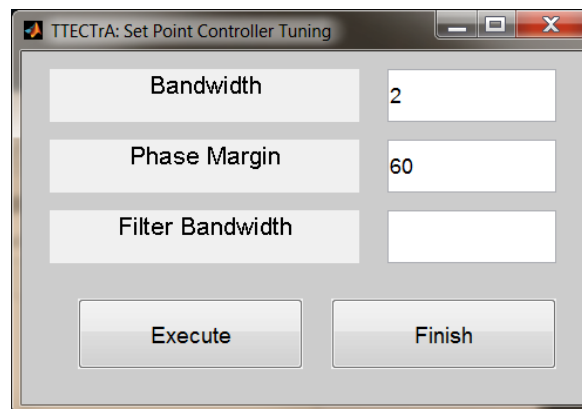 TTECTrA: Set Point Controller Tuning
Bandwidth 2
Phase Margin 60
Filter Bandwidth
Execute Finish